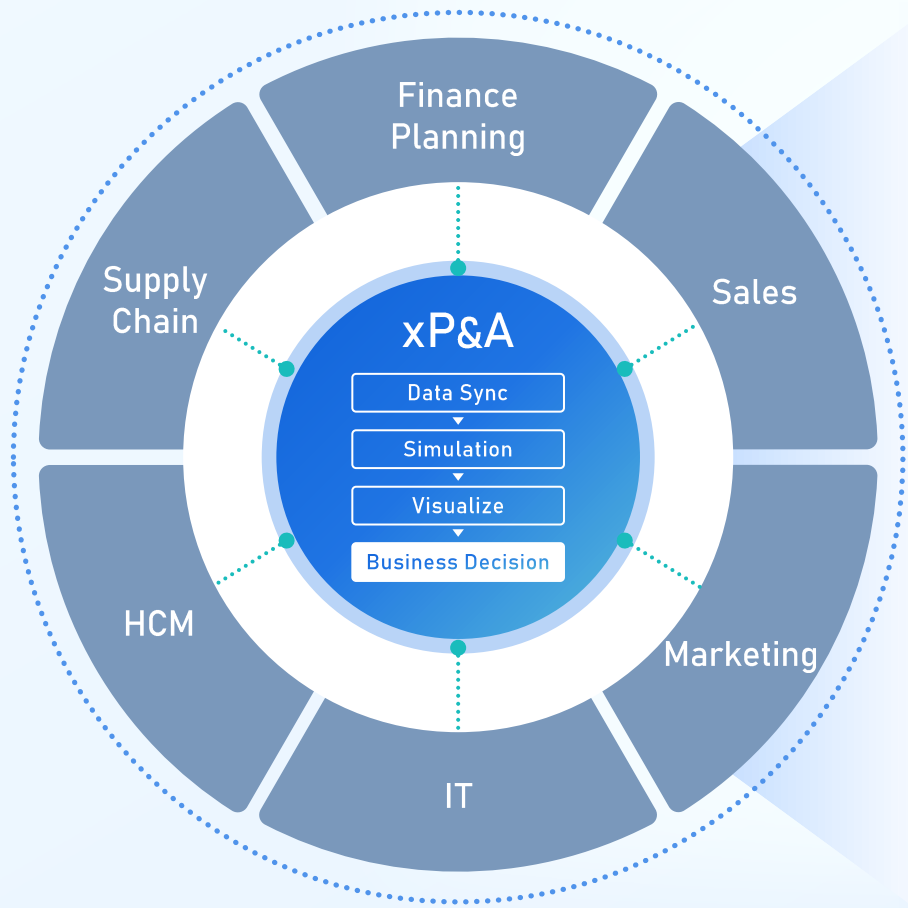 Finance
Planning
Supply
Chain
Sales
xP&A
Data Sync
Simulation
Visualize
Business Decision
HCM
Marketing
IT